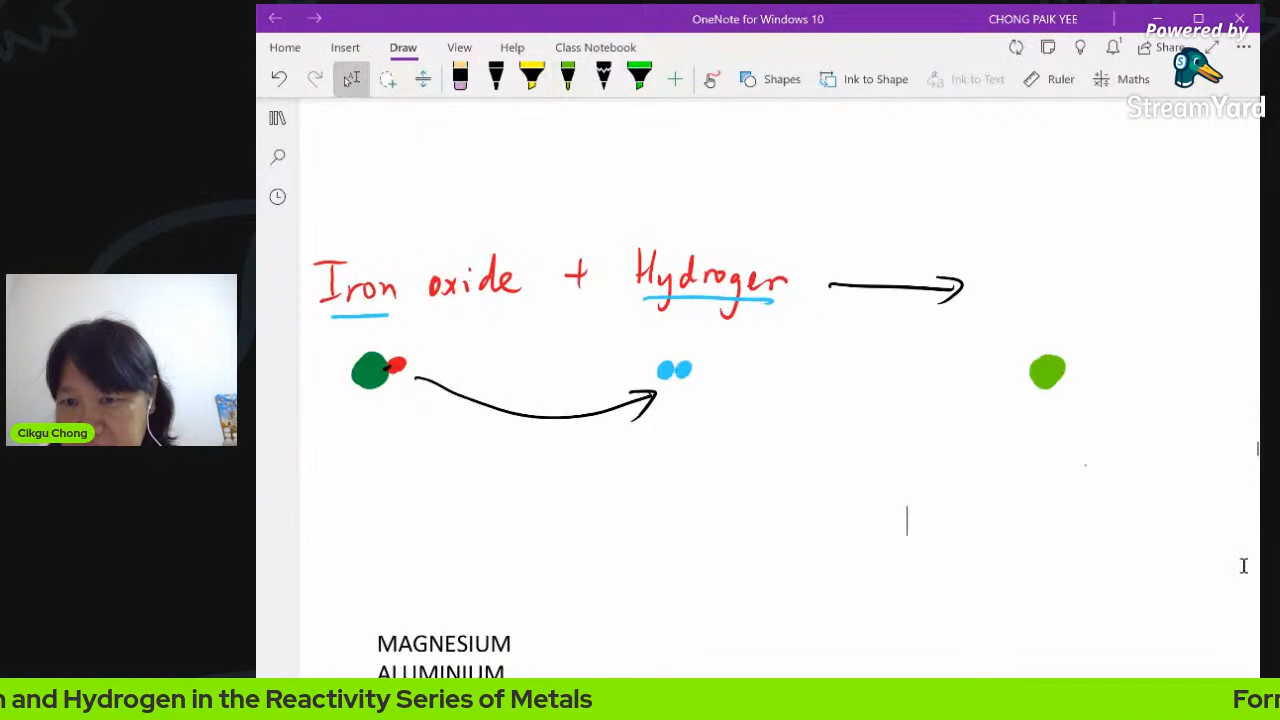 OneNote for Windows 10
CHONG PAIK YEE
Powered by
StreamYard
Home Insert Draw View Help Class Notebook Share
Shapes Ink to Shape Ink to Text Ruler Maths
Iron oxide + Hydrogen
Cikgu Chong
MAGNESIUM
ALUMINIUM
and Hydrogen in the Reactivity Series of Metals